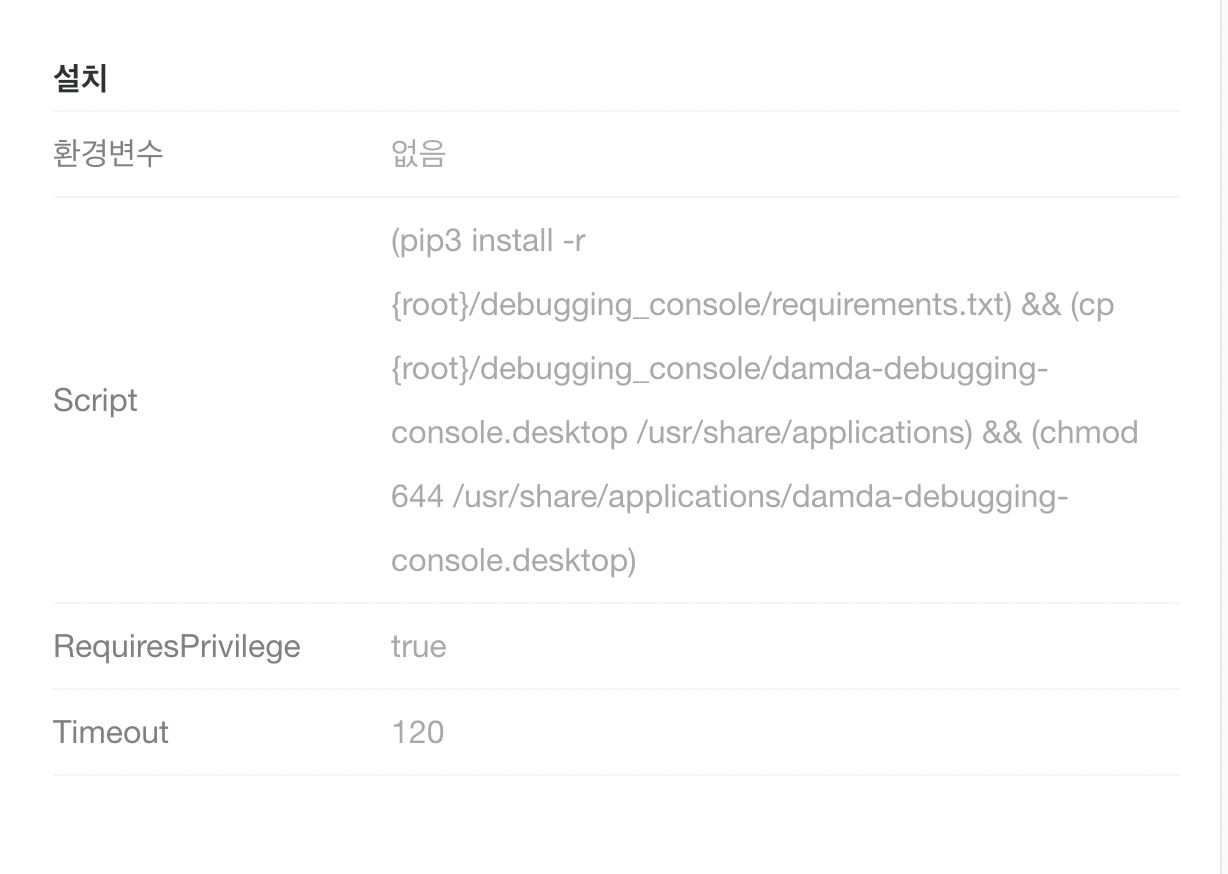 설치
환경변수 없음
(pip3 install -r
{root}/debugging_console/requirements.txt) && (cp
{root}/debugging_console/damda-debugging-
Script
console.desktop /usr/share/applications) && (chmod
644 /usr/share/applications/damda-debugging-
console.desktop)
RequiresPrivilege true
Timeout 120